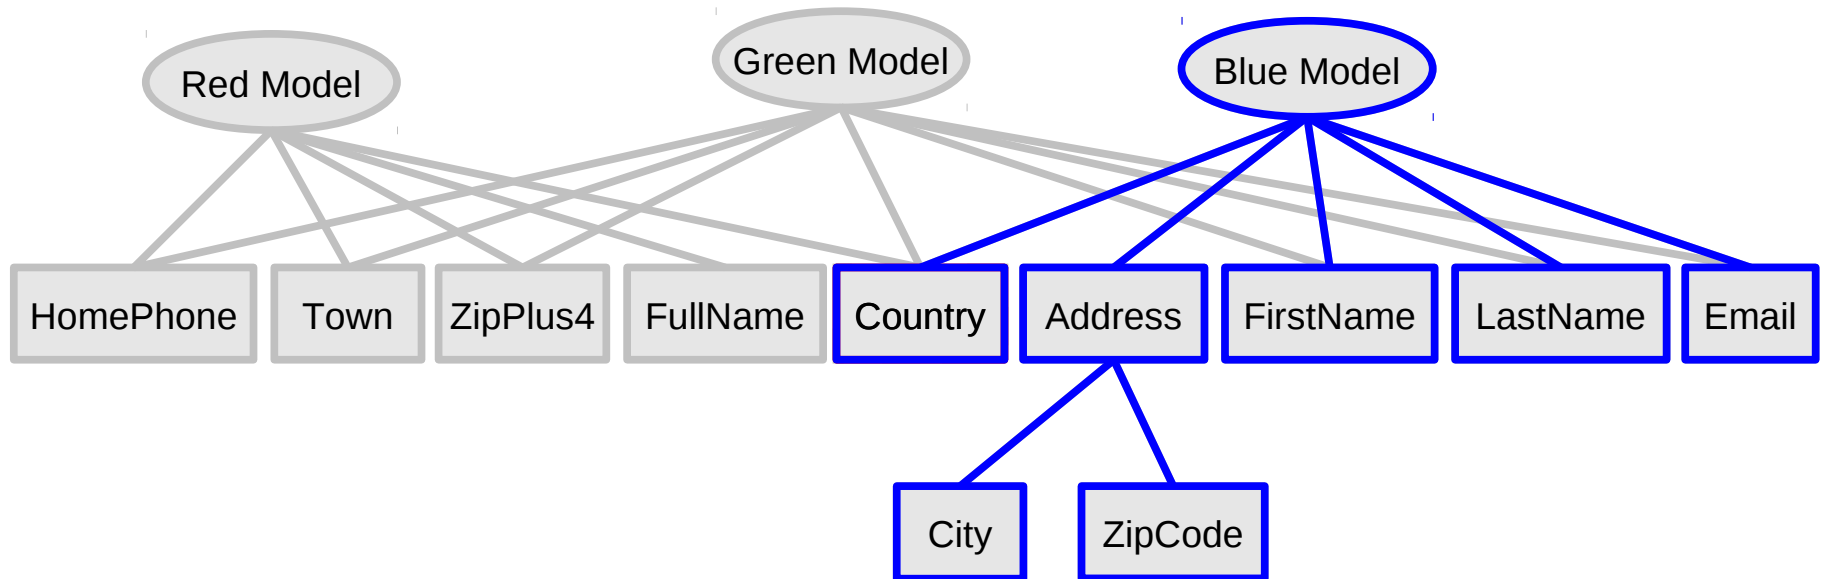 Red Model
Green Model
Blue Model
HomePhone
Town
ZipPlus4
FullName
Country
Address
FirstName
LastName
Email
City
ZipCode